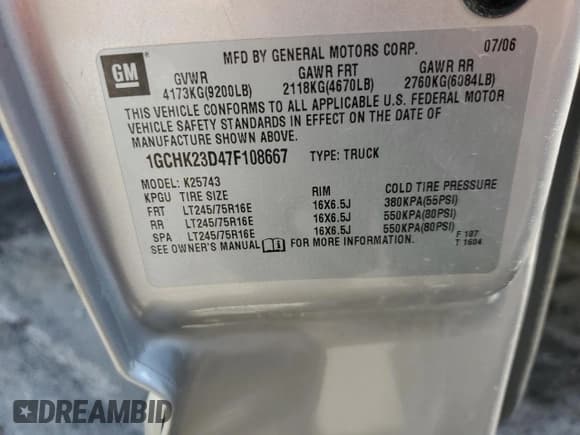 MFD BY GENERAL MOTORS CORP. 07/06
GM
GVWR GAWR FRT GAWR RR
4173KG(9200LB) 2118KG(4670LB) 2760KG(6084LB)
THIS VEHICLE CONFORMS TO ALL APPLICABLE U.S. FEDERAL MOTOR
VEHICLE SAFETY STANDARDS IN EFFECT ON THE DATE OF
MANUFACTURE SHOWN ABOVE.
1GCHK23D47F108667 TYPE: TRUCK
MODEL: K25743
KPGU TIRE SIZE RIM COLD TIRE PRESSURE
FRT LT245/75R16E 16X6.5J 380KPA(55PSI)
RR LT245/75R16E 16X6.5J 550KPA(80PSI)
SPA LT245/75R16E 16X6.5J 550KPA(80PSI)
SEE OWNER'S MANUAL FOR MORE INFORMATION.
F 107
T 1604
DREAMBID